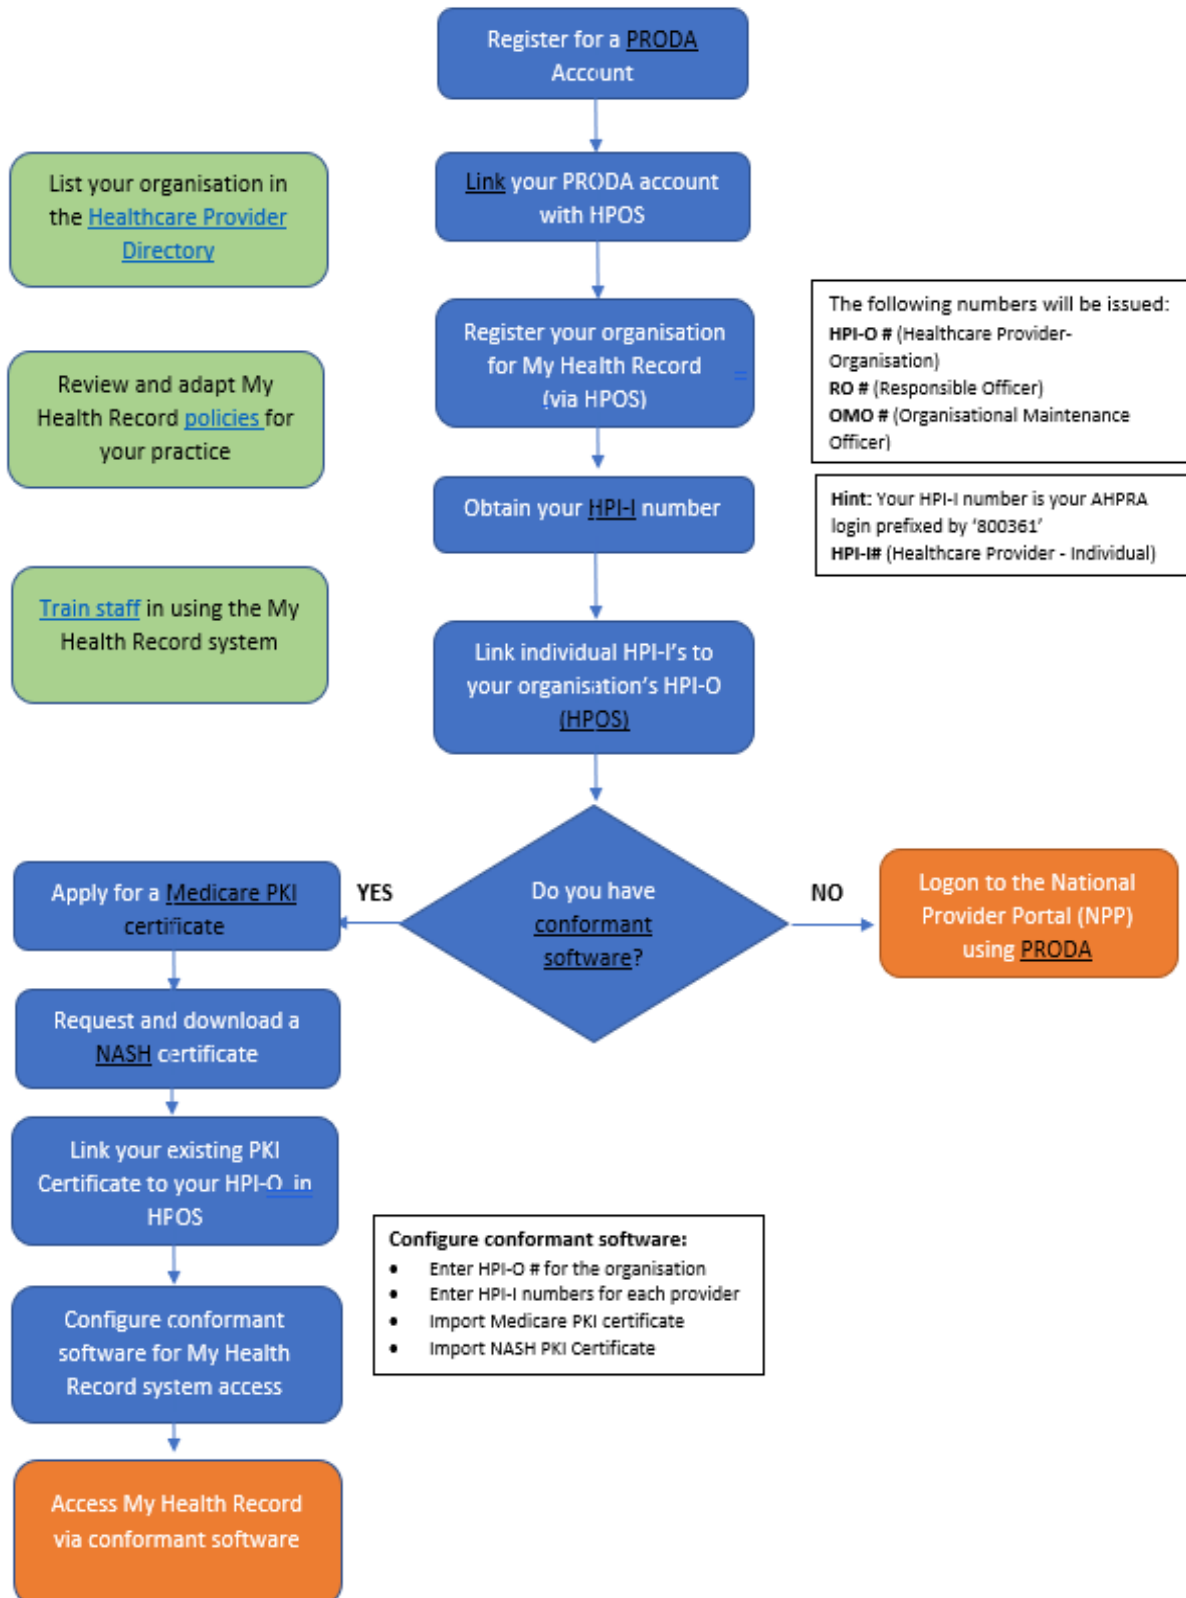 Register for a PRODA
Account
Link your PRODA account
with HPOS
List your organisation in
the Healthcare Provider
Directory
Register your organisation
for My Health Record
(via HPOS)
The following numbers will be issued:
HPI-O # (Healthcare Provider-
Organisation)
RO # (Responsible Officer)
OMO # (Organisational Maintenance
Officer)
Review and adapt My
Health Record policies for
your practice
Obtain your HPI-I number
Hint: Your HPI-I number is your AHPRA
login prefixed by ‘800361’
HPI-I# (Healthcare Provider - Individual)
Train staff in using the My
Health Record system
Link individual HPI-I’s to
your organisation’s HPI-O
(HPOS)
Do you have
conformant
software?
YES
NO
Apply for a Medicare PKI
certificate
Logon to the National
Provider Portal (NPP)
using PRODA
Request and download a
NASH certificate
Link your existing PKI
Certificate to your HPI-O in
HPOS
Configure conformant software:
• Enter HPI-O # for the organisation
• Enter HPI-I numbers for each provider
• Import Medicare PKI certificate
• Import NASH PKI Certificate
Configure conformant
software for My Health
Record system access
Access My Health Record
via conformant software